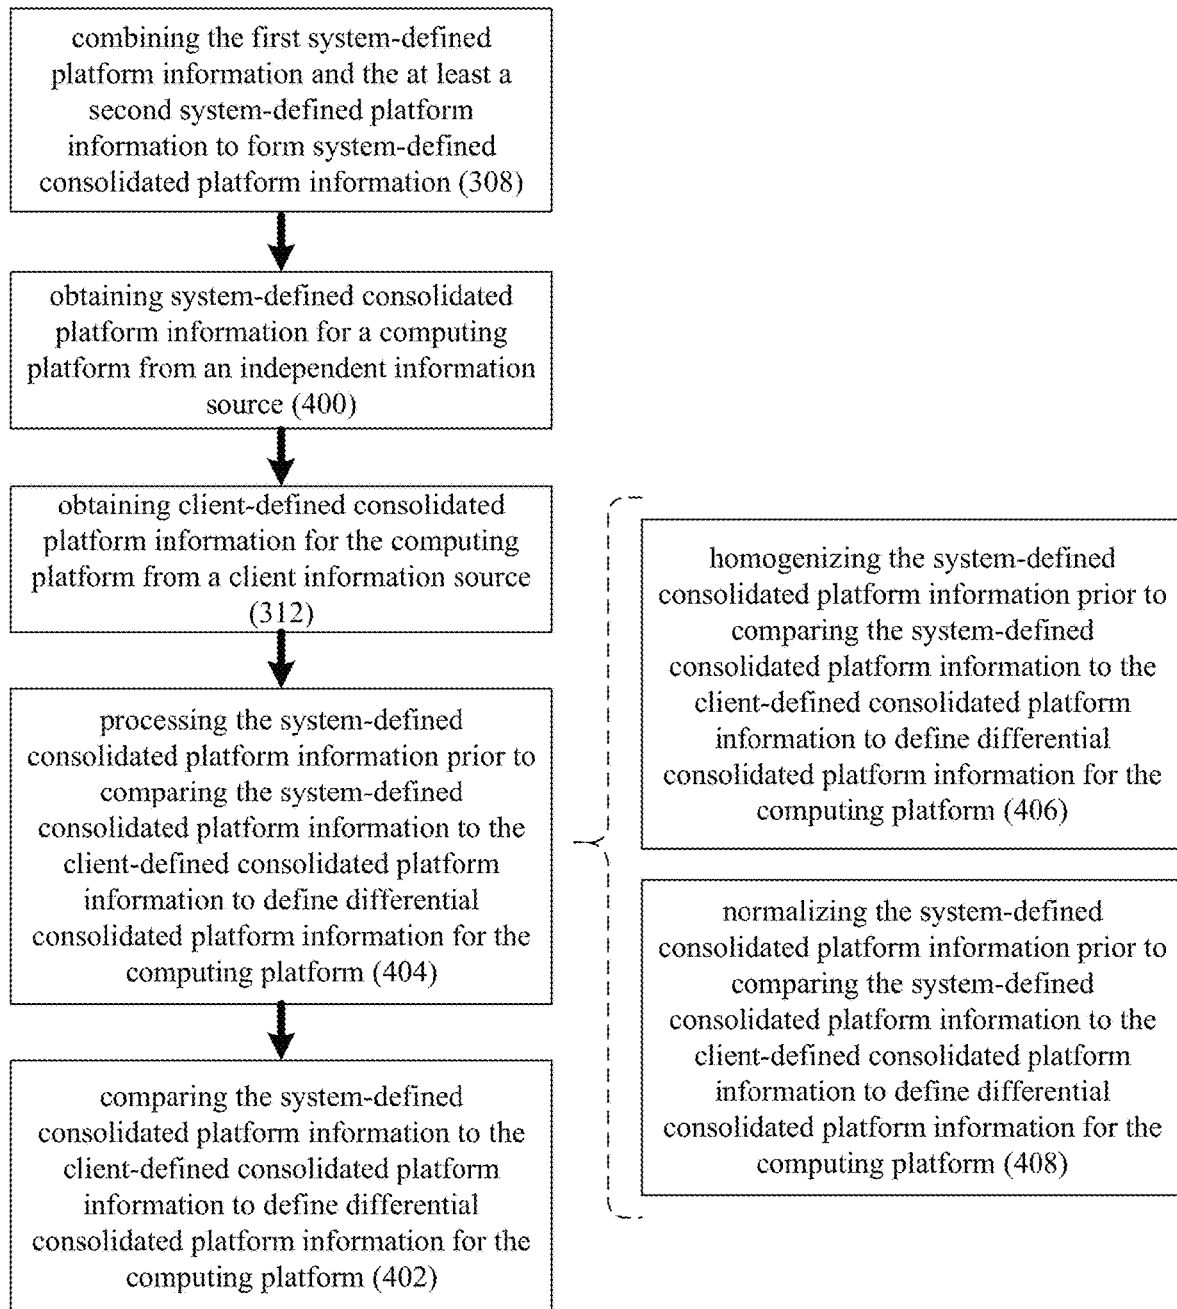 combining the first system-defined
platform information and the at least a
second system-defined platform
information to form system-defined
consolidated platform information (308)
obtaining system-defined consolidated
platform information for a computing
platform from an independent information
source (400)
obtaining client-defined consolidated
platform information for the computing
platform from a client information source
(312)
processing the system-defined
consolidated platform information prior to
comparing the system-defined
consolidated platform information to the
client-defined consolidated platform
information to define differential
consolidated platform information for the
computing platform (404)
comparing the system-defined
consolidated platform information to the
client-defined consolidated platform
information to define differential
consolidated platform information for the
computing platform (402)
homogenizing the system-defined
consolidated platform information prior to
comparing the system-defined
consolidated platform information to the
client-defined consolidated platform
information to define differential
consolidated platform information for the
computing platform (406)
normalizing the system-defined
consolidated platform information prior to
comparing the system-defined
consolidated platform information to the
client-defined consolidated platform
information to define differential
consolidated platform information for the
computing platform (408)